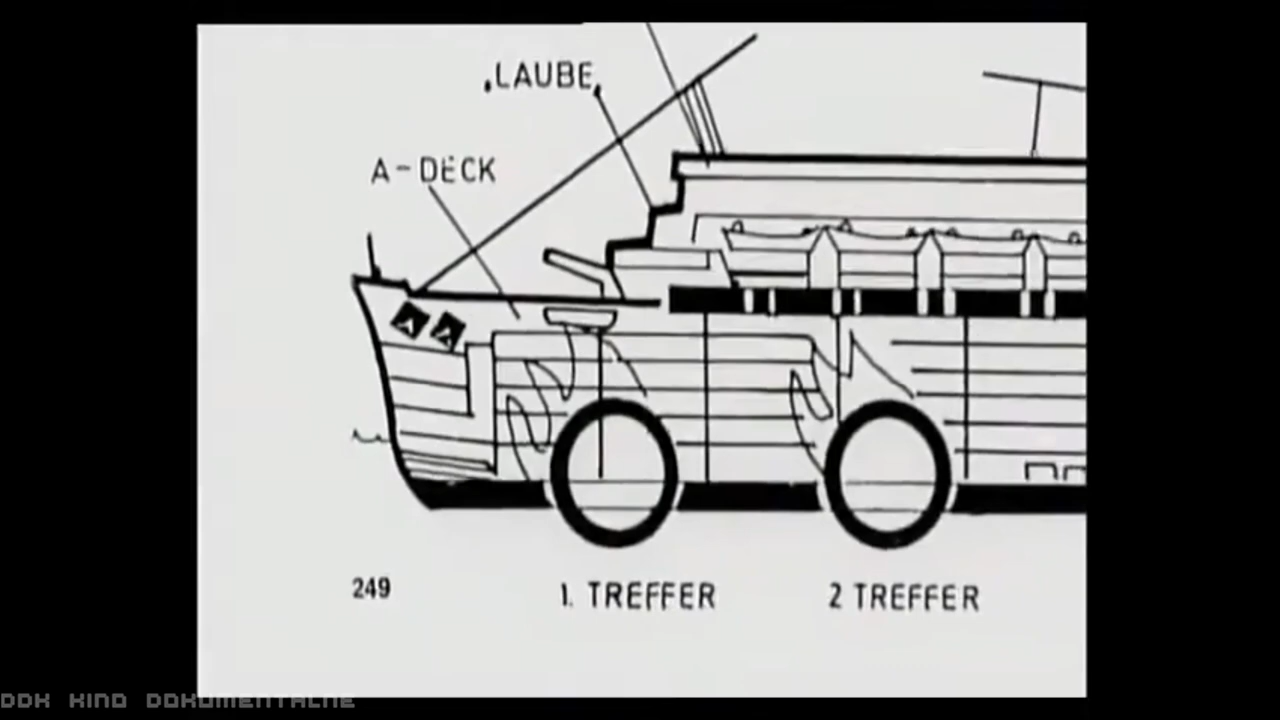 ‚LAUBE‚
A-DECK
249
1. TREFFER
2 TREFFER
DDK KINO DOKUMENTALNE